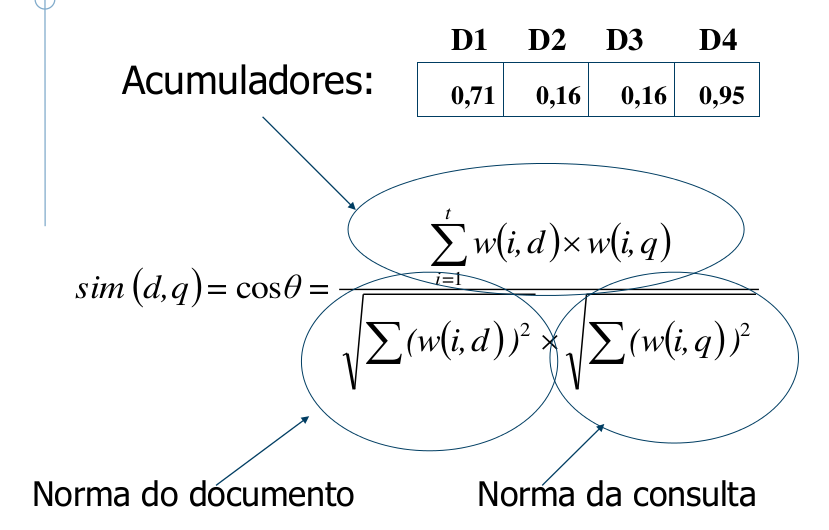 D1 D2 D3 D4
Acumuladores:
0,71 0,16 0,16 0,95
t
∑ w(i,d)× w(i,q)
i=1
sim (d,q)= cosθ =
√∑(w(i,d))² × √∑(w(i,q))²
Norma do documento Norma da consulta